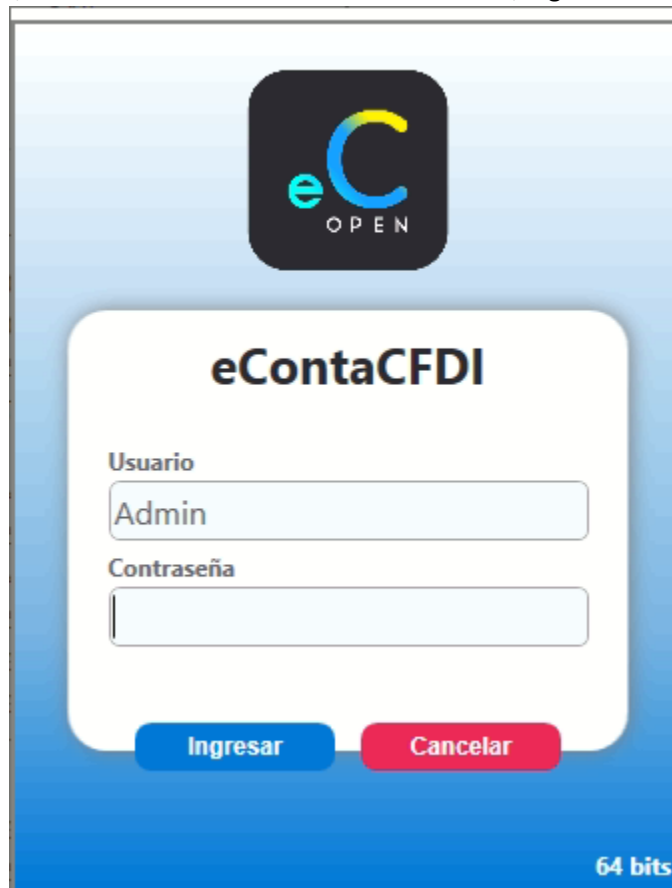 eC
OPEN
eContaCFDI
Usuario
Admin
Contraseña
Ingresar Cancelar
64 bits